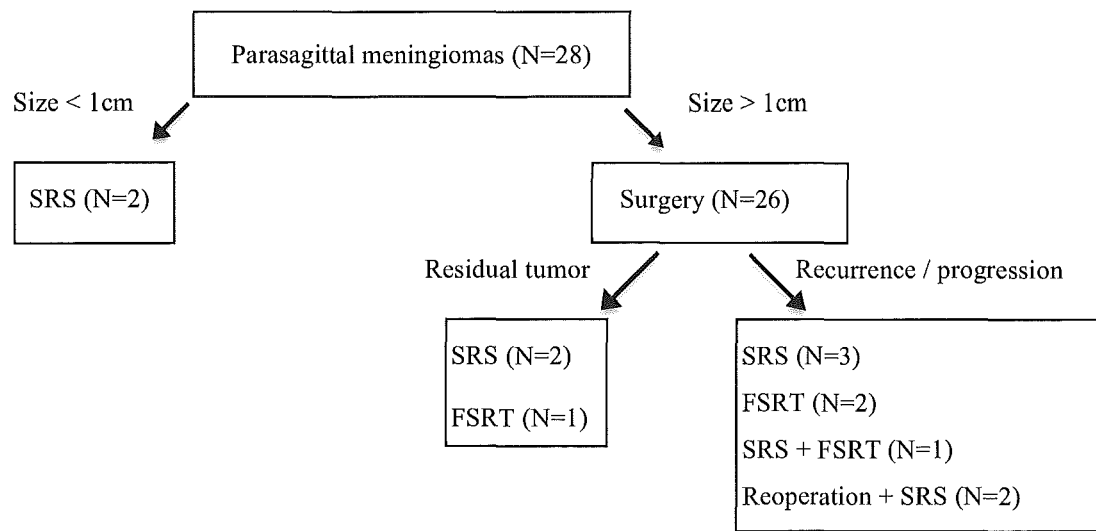 Parasagittal meningiomas (N=28)
Size < 1cm
Size > 1cm
SRS (N=2)
Surgery (N=26)
Residual tumor
Recurrence / progression
SRS (N=2)
FSRT (N=1)
SRS (N=3)
FSRT (N=2)
SRS + FSRT (N=1)
Reoperation + SRS (N=2)